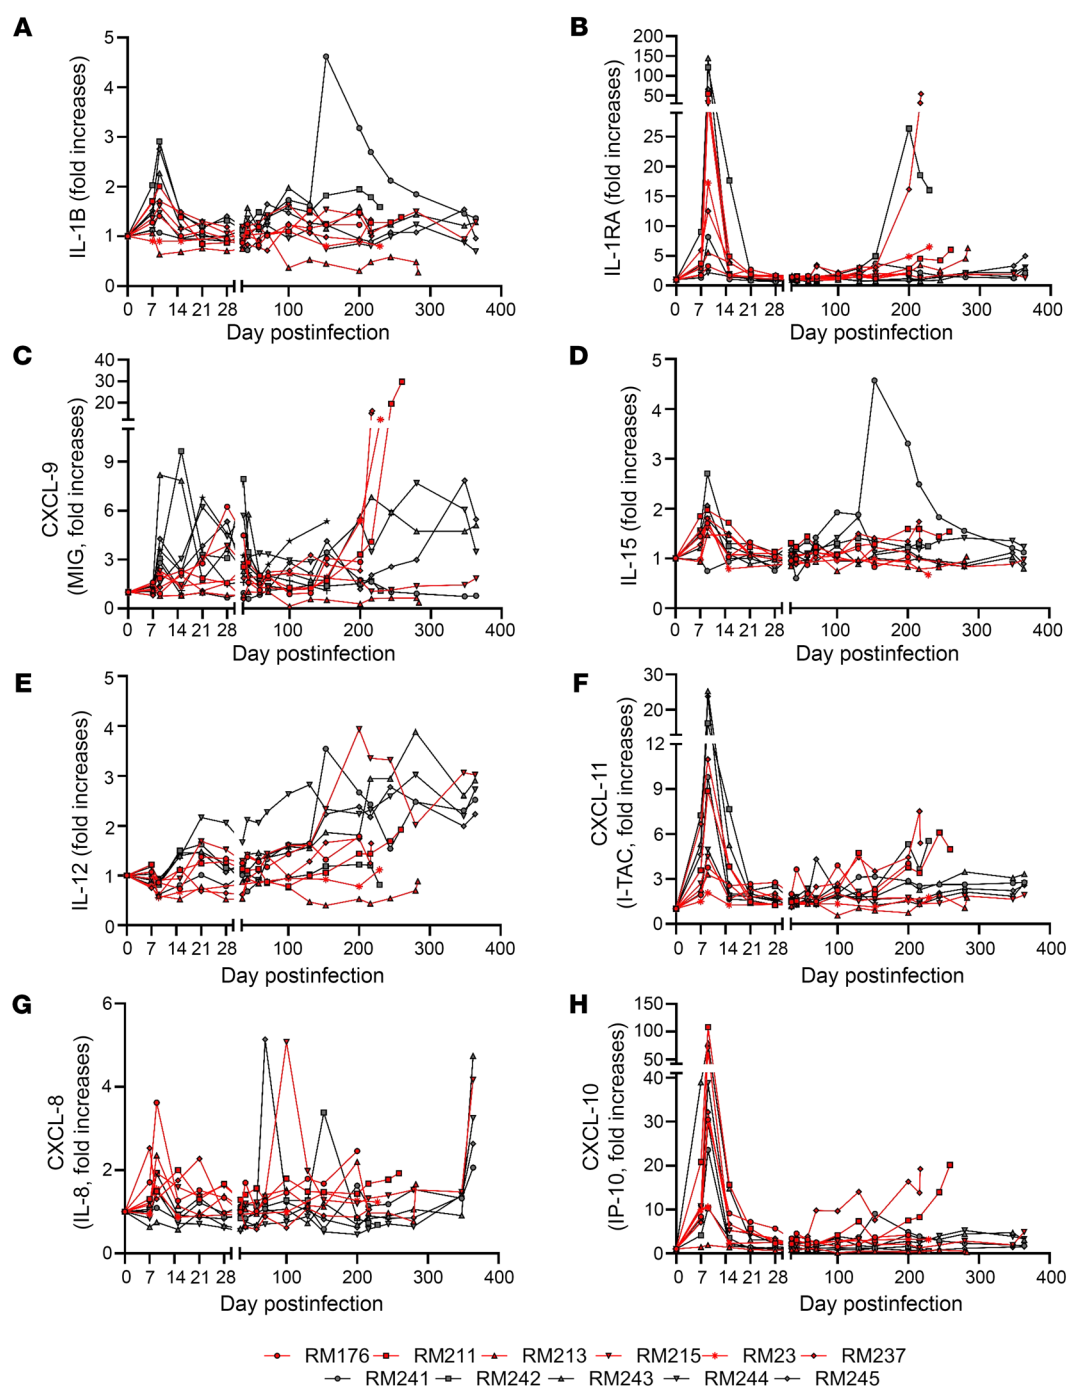 A
IL-1B (fold increases)
5
4
3
2
1
0
0 7 14 21 28 100 200 300 400
Day postinfection
B
IL-1RA (fold increases)
200
150
100
50
25
20
15
10
5
0
0 7 14 21 28 100 200 300 400
Day postinfection
C
CXCL-9
(MIG, fold increases)
40
30
20
9
6
3
0
0 7 14 21 28 100 200 300 400
Day postinfection
D
IL-15 (fold increases)
5
4
3
2
1
0
0 7 14 21 28 100 200 300 400
Day postinfection
E
IL-12 (fold increases)
5
4
3
2
1
0
0 7 14 21 28 100 200 300 400
Day postinfection
F
CXCL-11
(I-TAC, fold increases)
30
20
12
9
6
3
0
0 7 14 21 28 100 200 300 400
Day postinfection
G
CXCL-8
(IL-8, fold increases)
6
4
2
0
0 7 14 21 28 100 200 300 400
Day postinfection
H
CXCL-10
(IP-10, fold increases)
150
100
50
40
30
20
10
0
0 7 14 21 28 100 200 300 400
Day postinfection
RM176 RM211 RM213 RM215 RM23 RM237
RM241 RM242 RM243 RM244 RM245